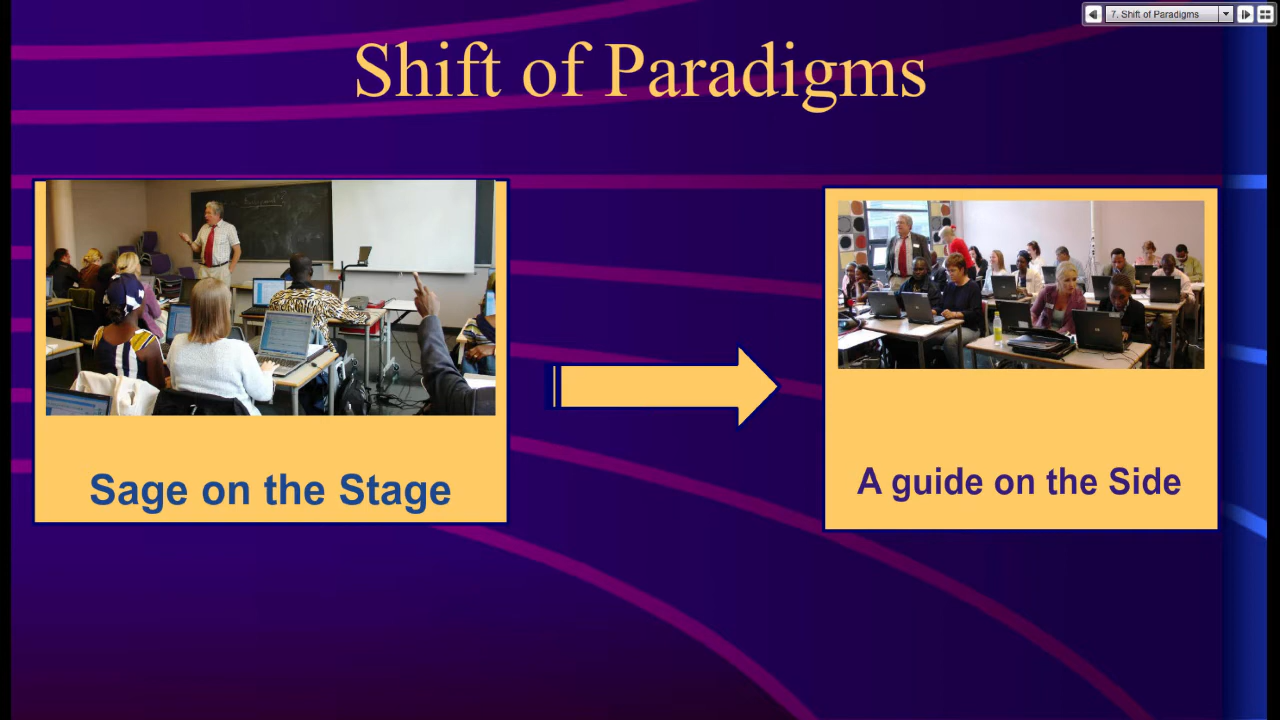 7. Shift of Paradigms
Shift of Paradigms
Sage on the Stage
A guide on the Side